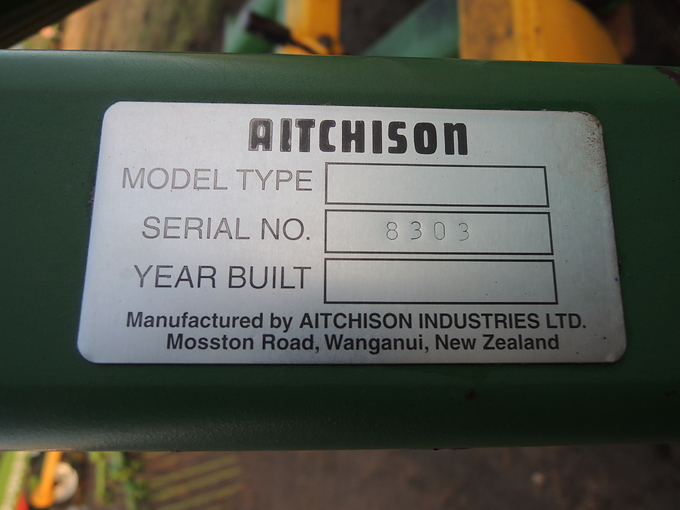 AITCHISON
MODEL TYPE
SERIAL NO. 8303
YEAR BUILT
Manufactured by AITCHISON INDUSTRIES LTD.
Mosston Road, Wanganui, New Zealand